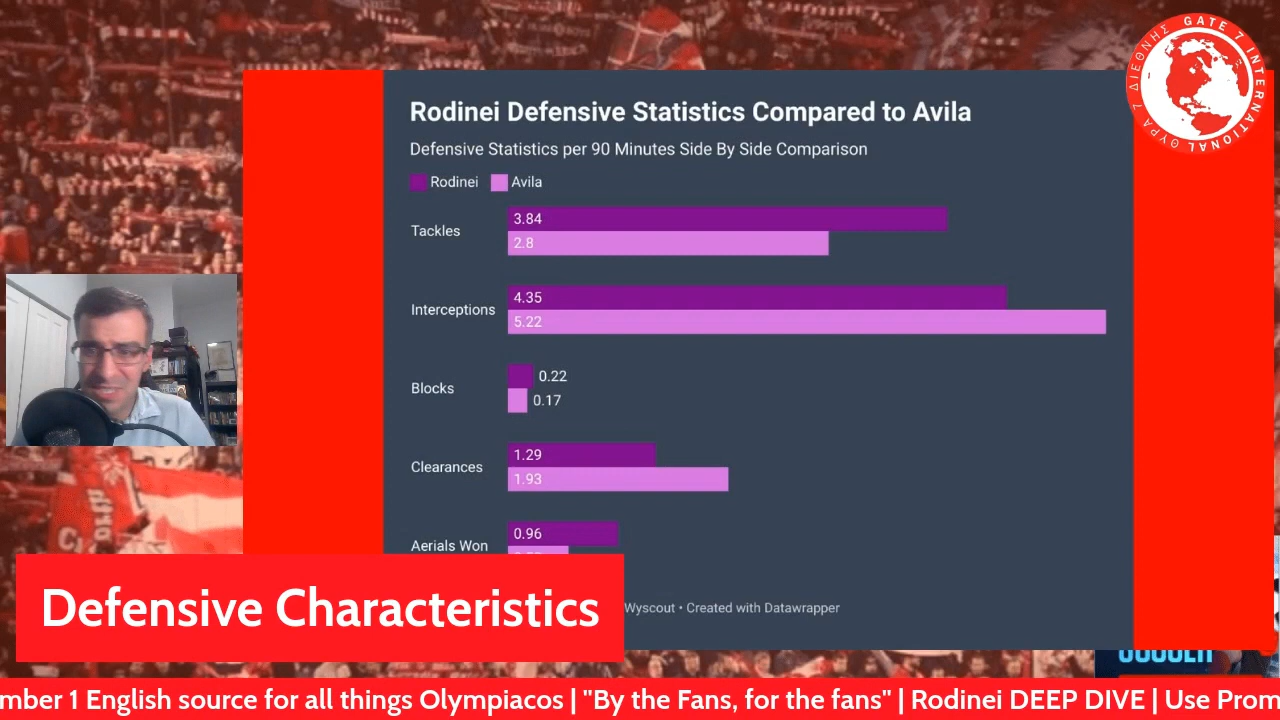 ΔΙΕΘΝΗΣ GATE 7 INTERNATIONAL ΘΥΡΑ 7
Rodinei Defensive Statistics Compared to Avila
Defensive Statistics per 90 Minutes Side By Side Comparison
Rodinei Avila
Tackles
3.84
2.8
Interceptions
4.35
5.22
Blocks
0.22
0.17
Clearances
1.29
1.93
Aerials Won
0.96
Defensive Characteristics
Wyscout • Created with Datawrapper
mber 1 English source for all things Olympiacos | "By the Fans, for the fans" | Rodinei DEEP DIVE | Use Prom